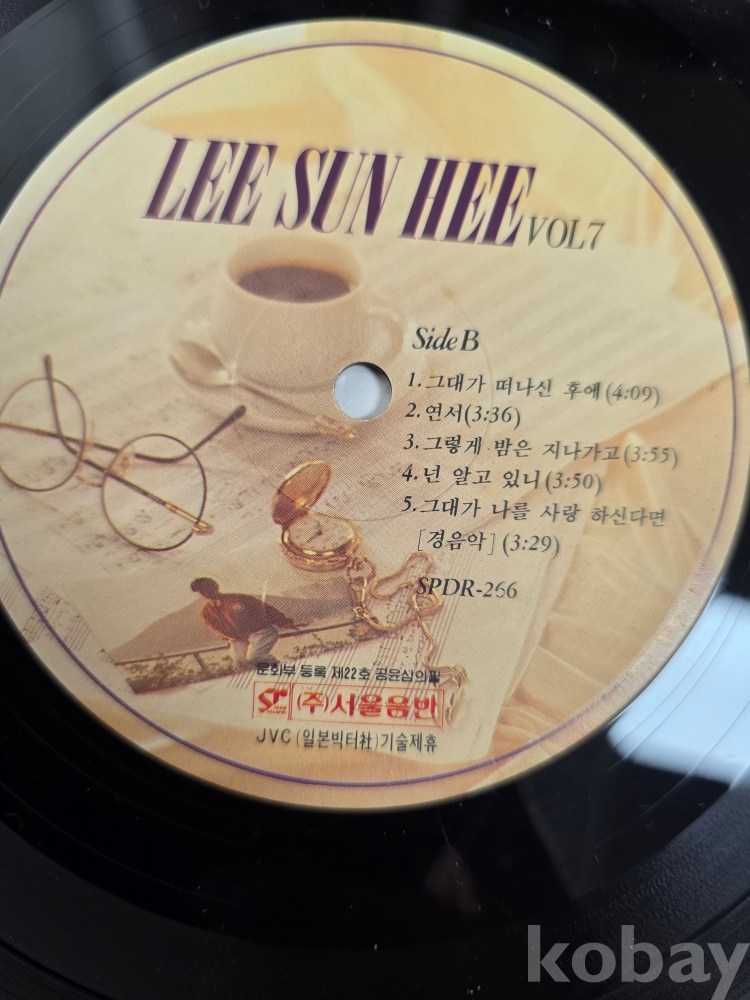 LEE SUN HEE VOL7
Side B
1. 그대가 떠나신 후에 (4:09)
2. 연서 (3:36)
3. 그렇게 밤은 지나가고 (3:55)
4. 넌 알고 있니 (3:50)
5. 그대가 나를 사랑 하신다면
[경음악] (3:29)
SPDR-266
문화부 등록 제22호 공윤심의필
(주)서울음반
JVC (일본빅터社)기술제휴
kobay